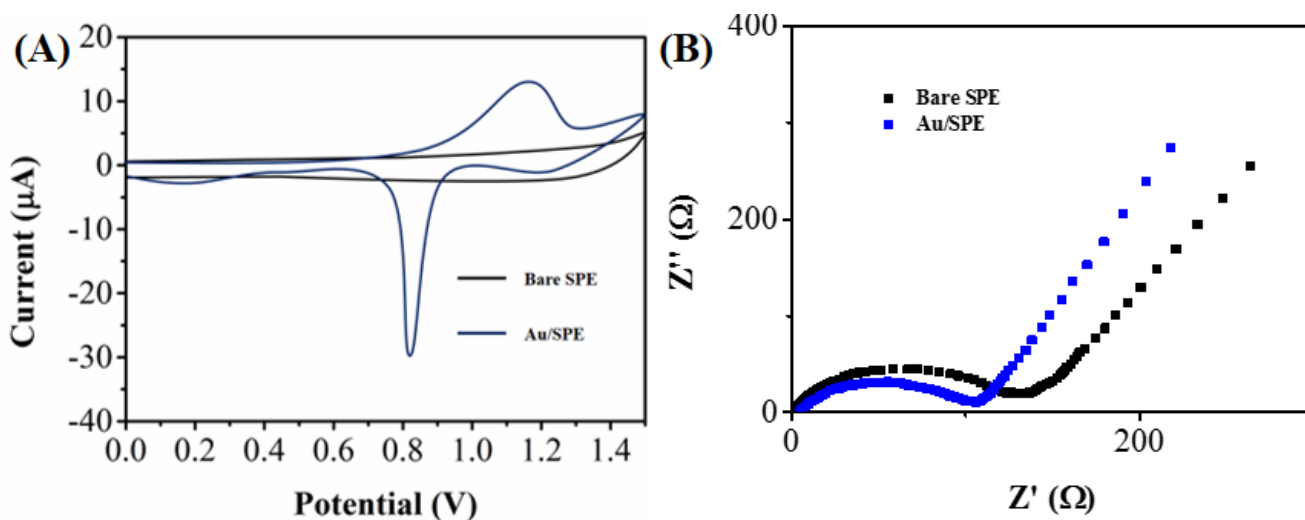 (A)
20
10
0
-10
-20
-30
-40
Current (µA)
Bare SPE
Au/SPE
0.0 0.2 0.4 0.6 0.8 1.0 1.2 1.4
Potential (V)
(B)
400
200
0
Z'' (Ω)
Bare SPE
Au/SPE
0 200
Z' (Ω)